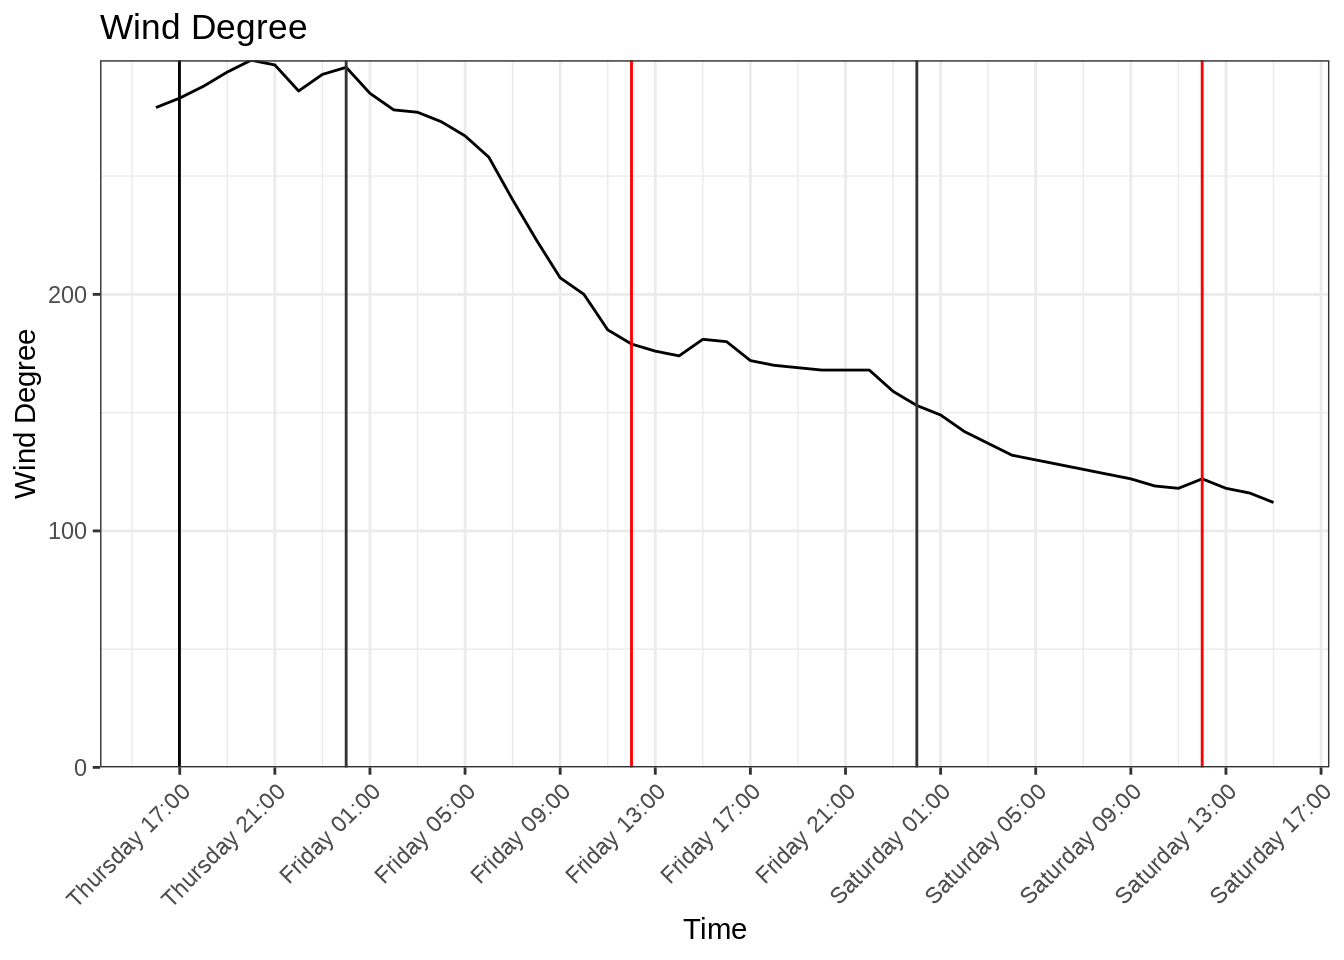 Wind Degree
Wind Degree
200
100
0
Thursday 17:00
Thursday 21:00
Friday 01:00
Friday 05:00
Friday 09:00
Friday 13:00
Friday 17:00
Friday 21:00
Saturday 01:00
Saturday 05:00
Saturday 09:00
Saturday 13:00
Saturday 17:00
Time